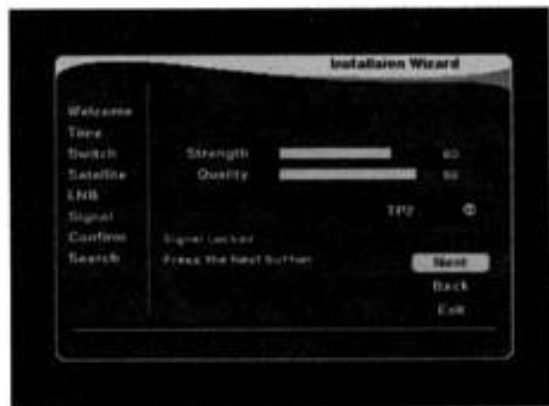 Installaion Wizard
Welcome
Time
Switch
Satellite
LNB
Signal
Confirm
Search
Strength
Quality
TP2
Signal Locked
Press the Next button
Next
Back
Exit